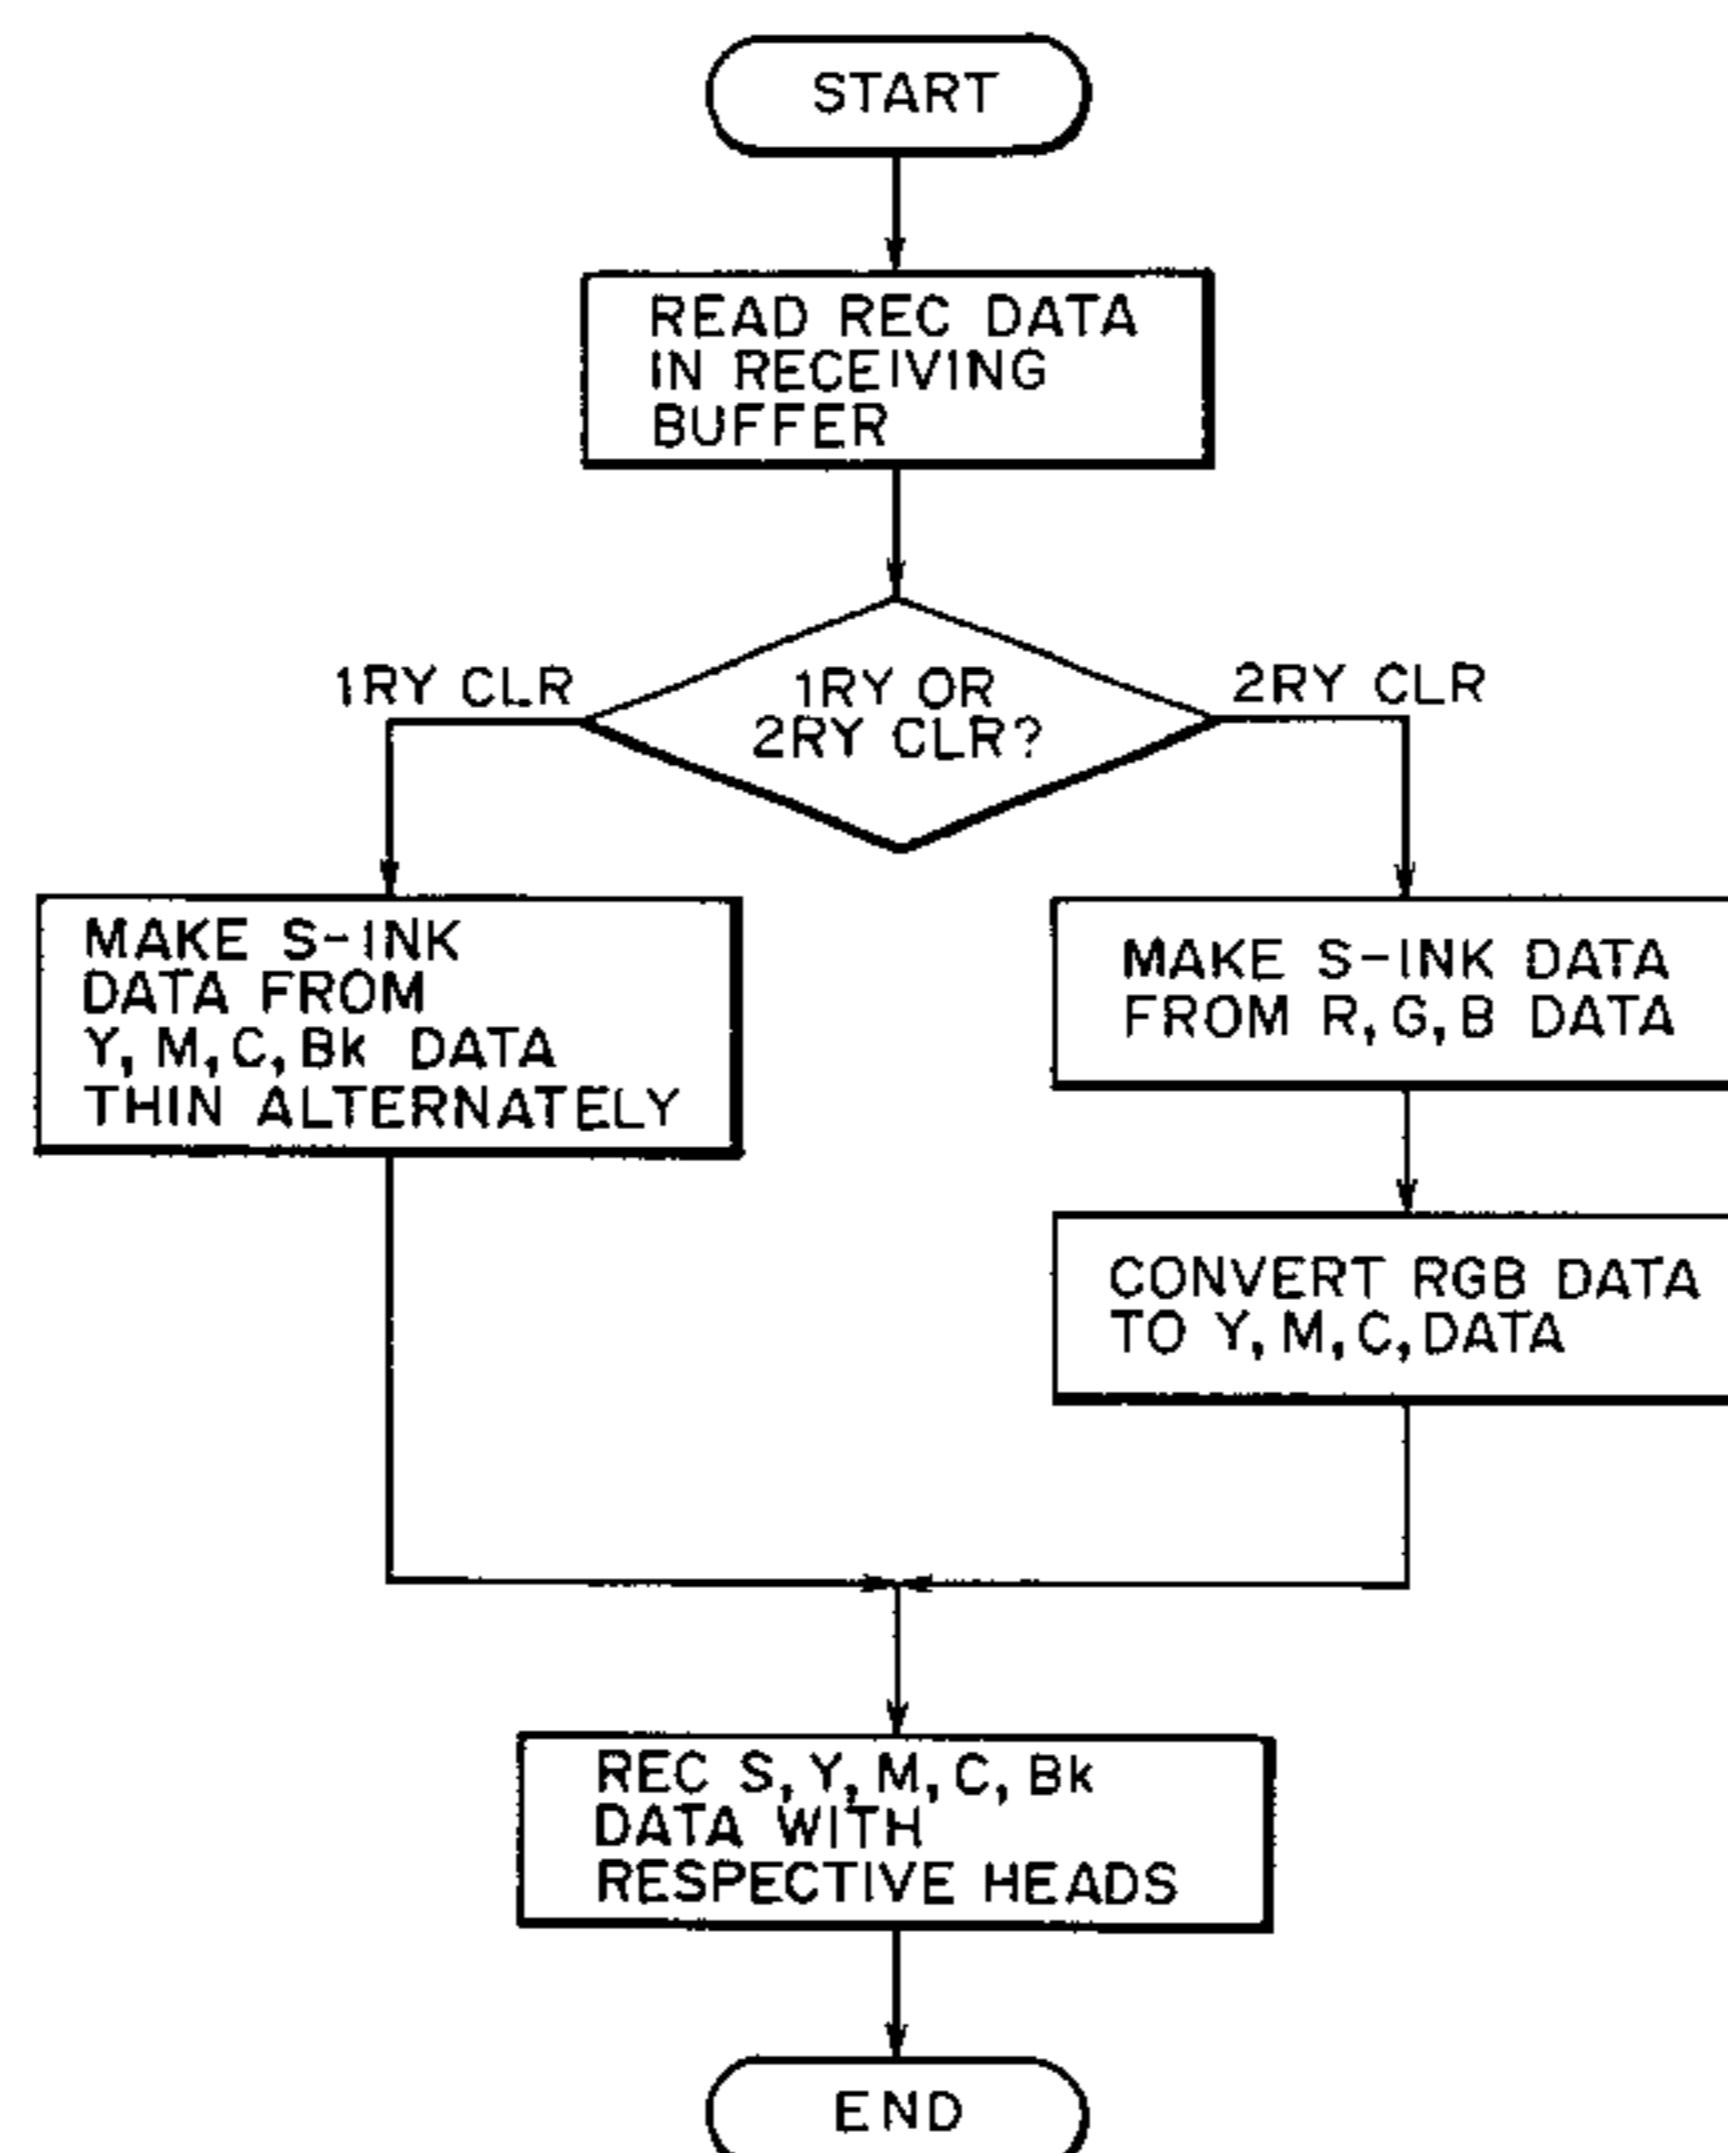 START
READ REC DATA
IN RECEIVING
BUFFER
1RY CLR
1RY OR
2RY CLR?
2RY CLR
MAKE S-INK
DATA FROM
Y, M, C, Bk DATA
THIN ALTERNATELY
MAKE S-INK DATA
FROM R, G, B DATA
CONVERT RGB DATA
TO Y, M, C, DATA
REC S, Y, M, C, Bk
DATA WITH
RESPECTIVE HEADS
END